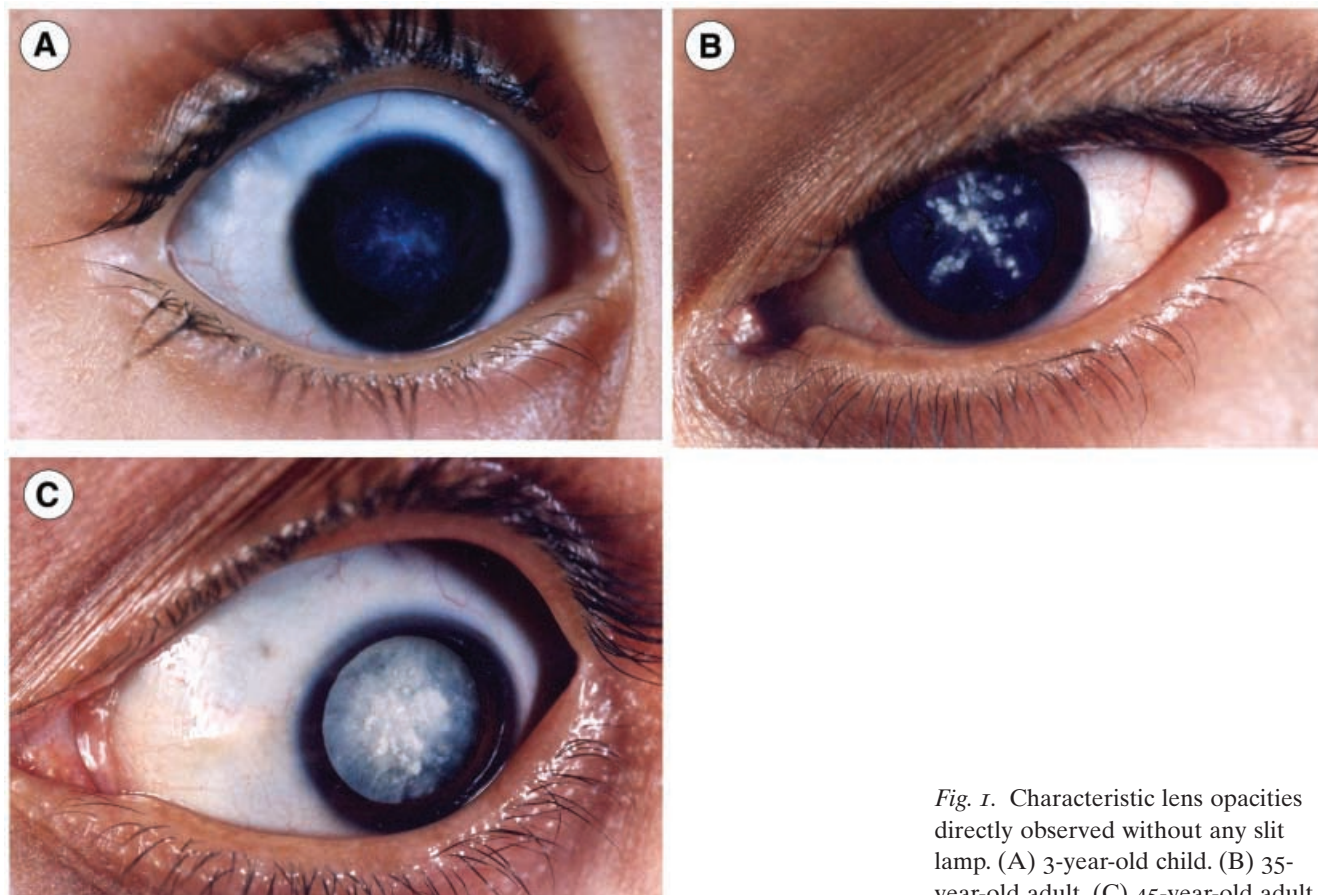 A
B
C
Fig. 1. Characteristic lens opacities
directly observed without any slit
lamp. (A) 3-year-old child. (B) 35-
year-old adult. (C) 45-year-old adult.